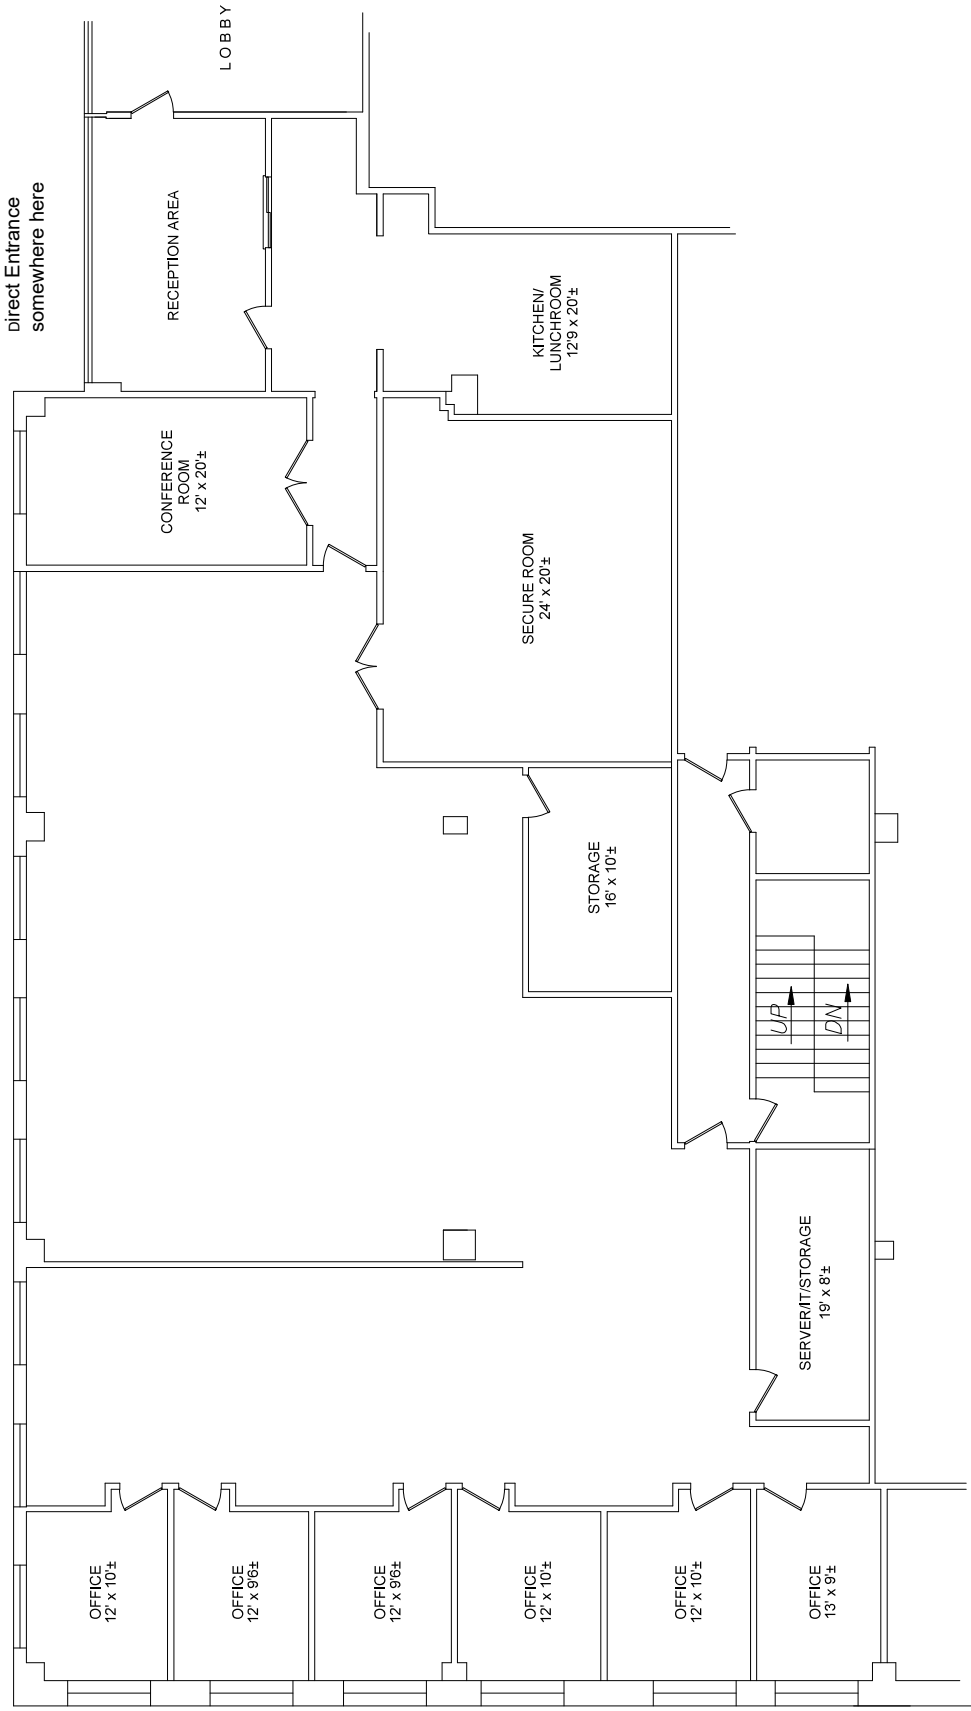 Direct Entrance
somewhere here
LOBBY
RECEPTION AREA
CONFERENCE
ROOM
12' x 20'±
KITCHEN/
LUNCHROOM
12'9 x 20'±
SECURE ROOM
24' x 20'±
STORAGE
16' x 10'±
UP
DN
SERVER/IT/STORAGE
19' x 8'±
OFFICE
12' x 10'±
OFFICE
12' x 9'6±
OFFICE
12' x 9'6±
OFFICE
12' x 10'±
OFFICE
12' x 10'±
OFFICE
13' x 9'±